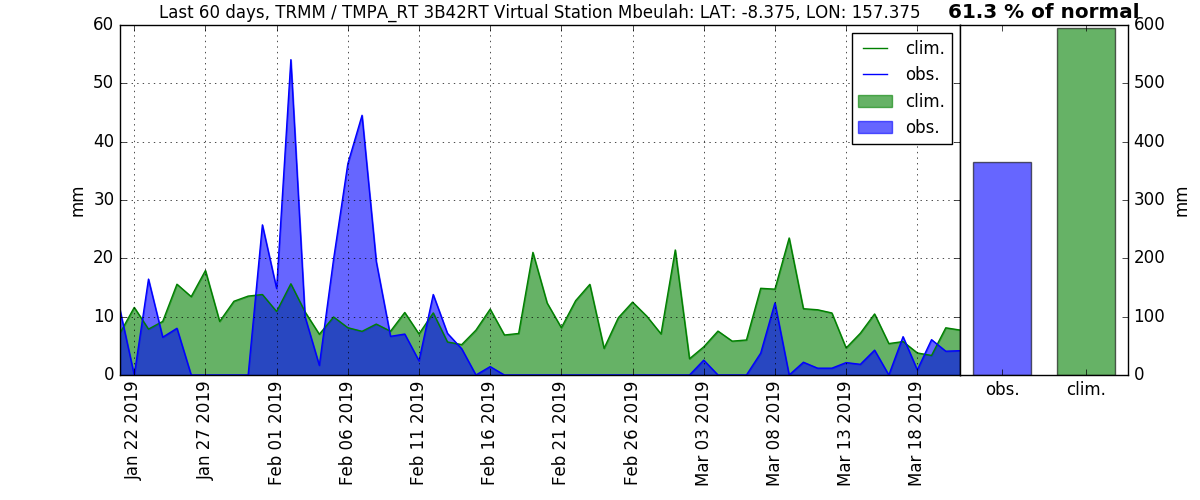 Last 60 days, TRMM / TMPA_RT 3B42RT Virtual Station Mbeulah: LAT: -8.375, LON: 157.375
61.3 % of normal
60
50
40
30
20
10
0
mm
clim.
obs.
clim.
obs.
600
500
400
300
200
100
0
mm
Jan 22 2019
Jan 27 2019
Feb 01 2019
Feb 06 2019
Feb 11 2019
Feb 16 2019
Feb 21 2019
Feb 26 2019
Mar 03 2019
Mar 08 2019
Mar 13 2019
Mar 18 2019
obs.
clim.